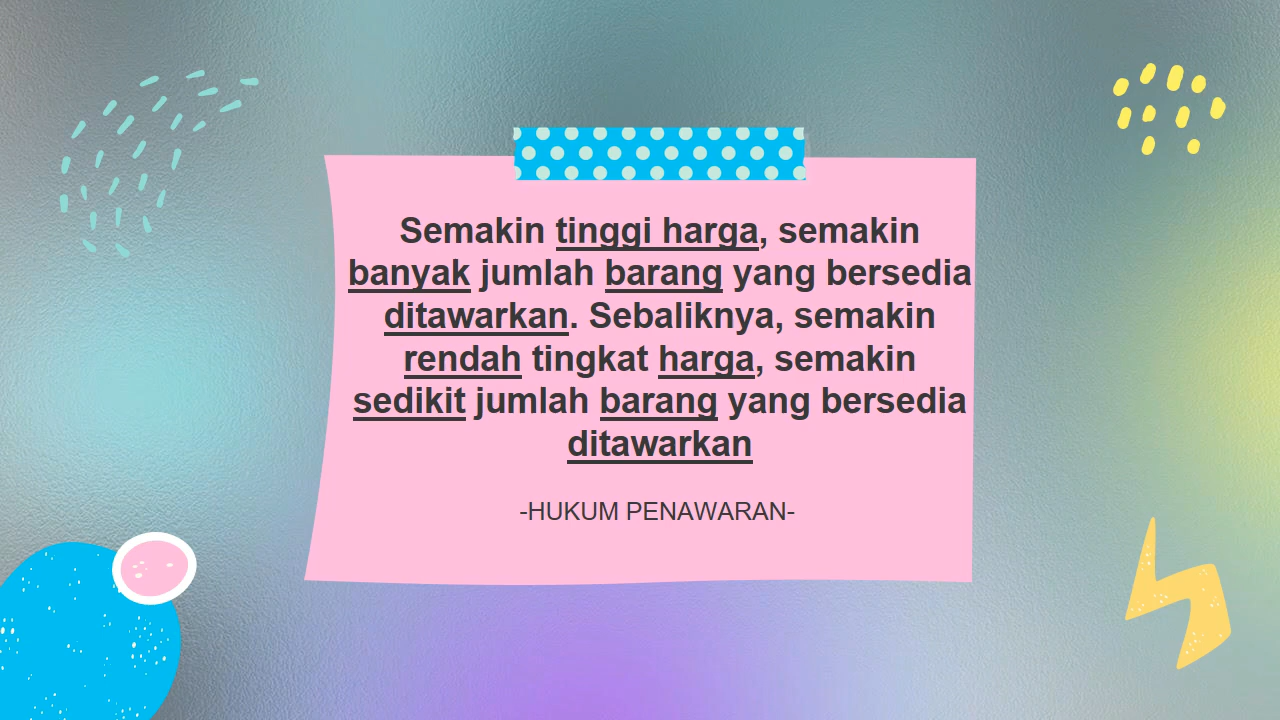 Semakin tinggi harga, semakin
banyak jumlah barang yang bersedia
ditawarkan. Sebaliknya, semakin
rendah tingkat harga, semakin
sedikit jumlah barang yang bersedia
ditawarkan
-HUKUM PENAWARAN-